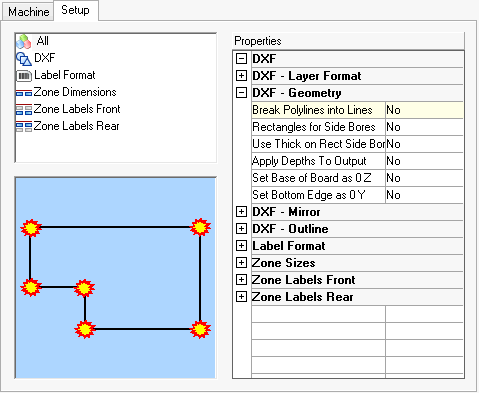 Machine Setup
All
DXF
Label Format
Zone Dimensions
Zone Labels Front
Zone Labels Rear
Properties
DXF
DXF - Layer Format
DXF - Geometry
Break Polylines into Lines No
Rectangles for Side Bores No
Use Thick on Rect Side Bor No
Apply Depths To Output No
Set Base of Board as 0 Z No
Set Bottom Edge as 0 Y No
DXF - Mirror
DXF - Outline
Label Format
Zone Sizes
Zone Labels Front
Zone Labels Rear